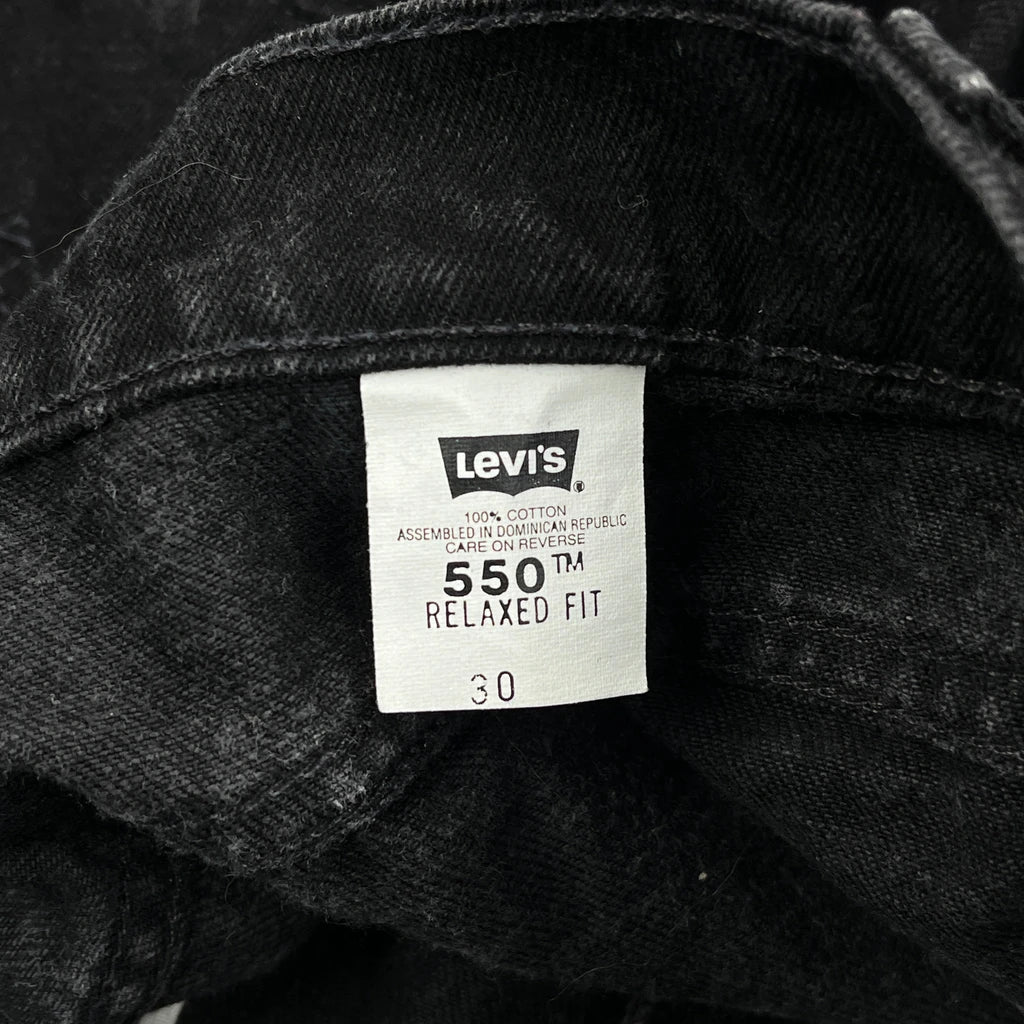 LEVI'S ®
100% COTTON
ASSEMBLED IN DOMINICAN REPUBLIC
CARE ON REVERSE
550™
RELAXED FIT
30